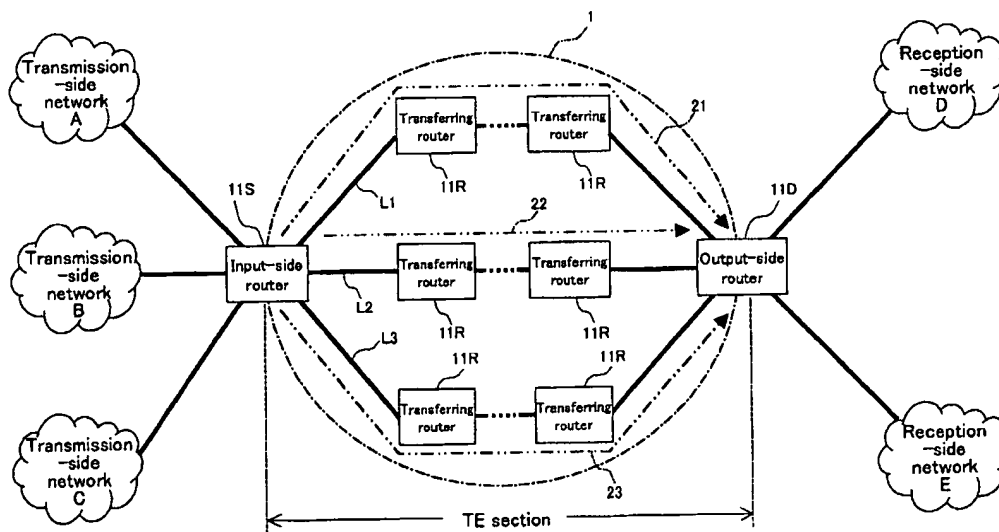 1
Transmission
-side
network
A
Reception
-side
network
D
21
Transferring
router
Transferring
router
11R
11R
11S
L1
22
11D
Transmission
-side
network
B
Input-side
router
Transferring
router
Transferring
router
Output-side
router
L2
11R
11R
L3
11R
11R
Transferring
router
Transferring
router
Transmission
-side
network
C
Reception
-side
network
E
23
TE section